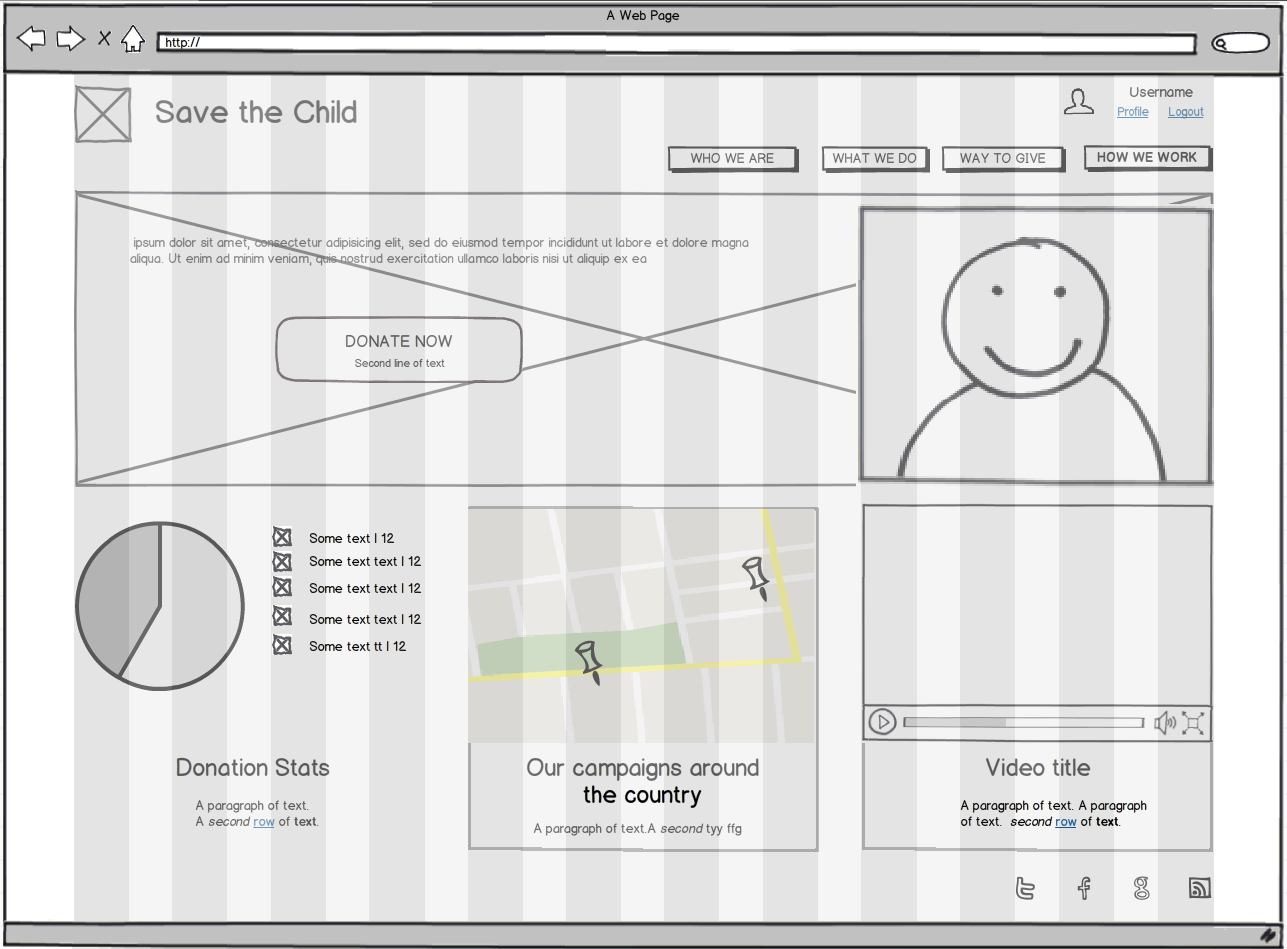 A Web Page
http://
Save the Child
Username
Profile Logout
WHO WE ARE WHAT WE DO WAY TO GIVE HOW WE WORK
ipsum dolor sit amet, consectetur adipisicing elit, sed do eiusmod tempor incididunt ut labore et dolore magna
aliqua. Ut enim ad minim veniam, quis nostrud exercitation ullamco laboris nisi ut aliquip ex ea
DONATE NOW
Second line of text
Some text | 12
Some text text | 12
Some text text | 12
Some text text | 12
Some text tt | 12
Donation Stats
A paragraph of text.
A second row of text.
Our campaigns around
the country
A paragraph of text.A second tyy ffg
Video title
A paragraph of text. A paragraph
of text. second row of text.